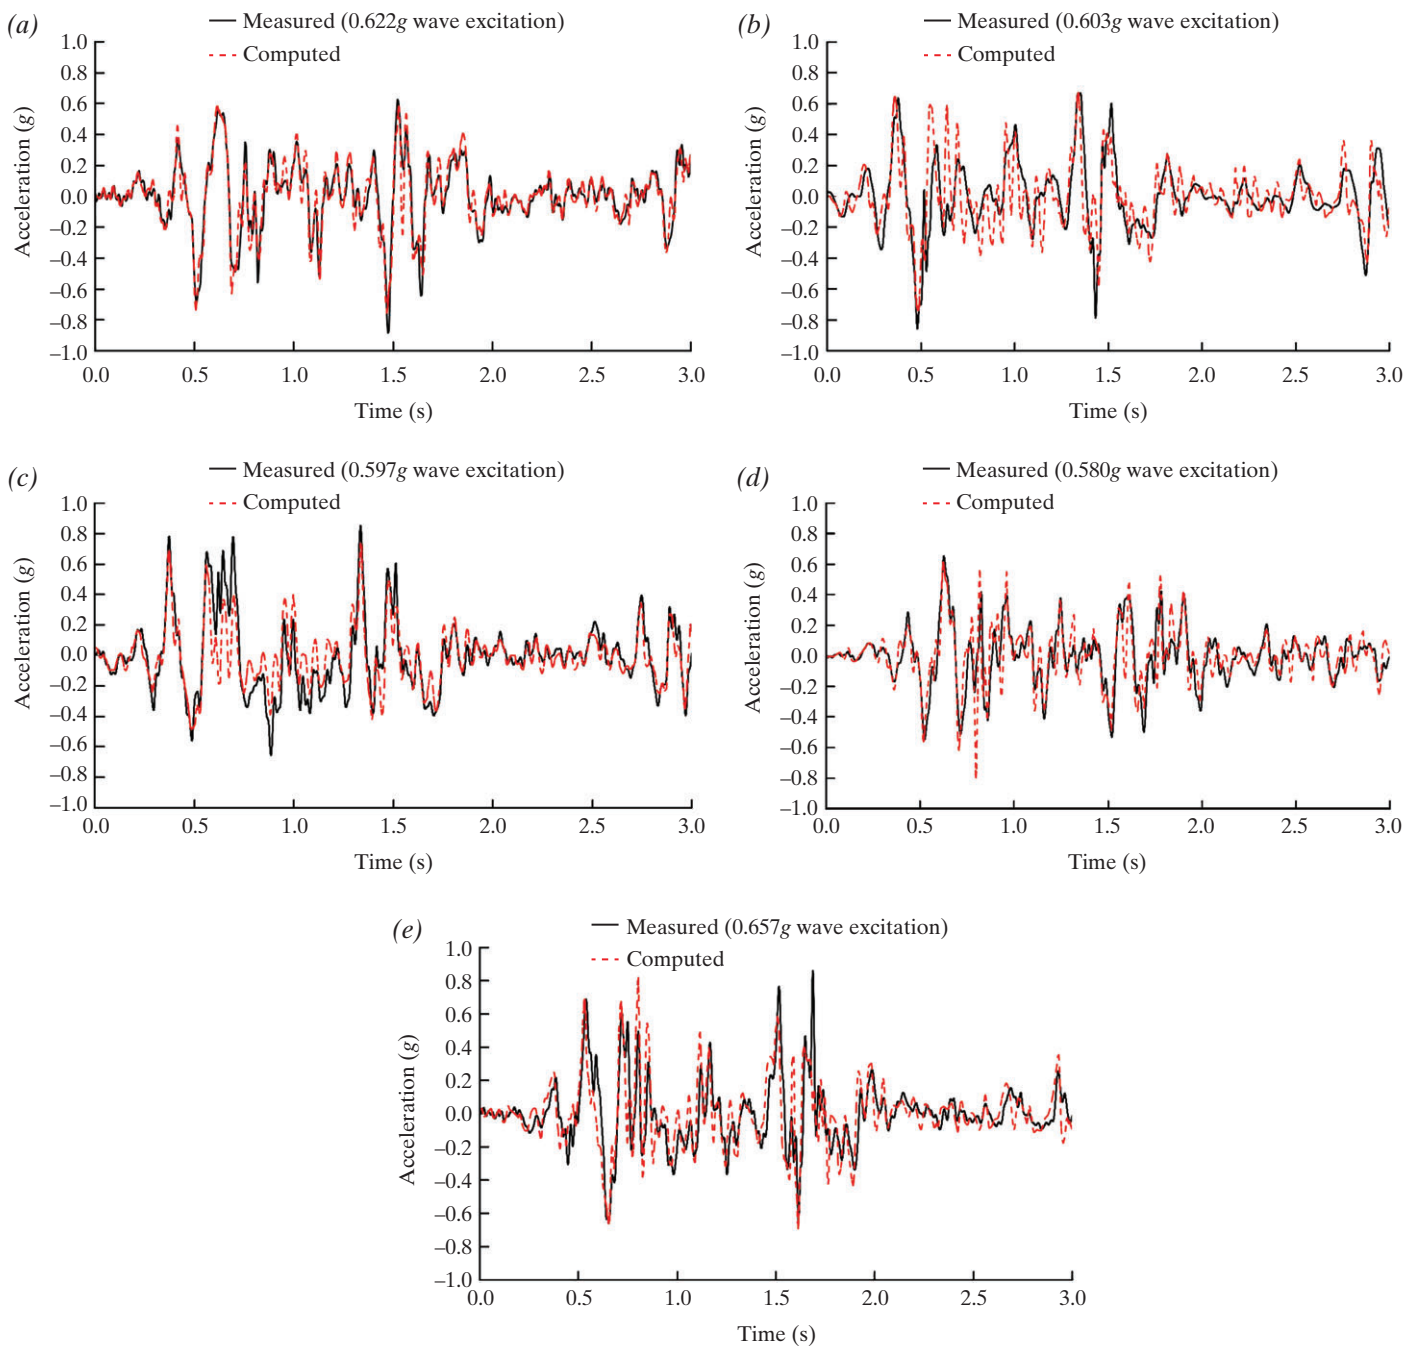 (a)
Measured (0.622g wave excitation)
Computed
1.0
0.8
0.6
0.4
0.2
0.0
–0.2
–0.4
–0.6
–0.8
–1.0
Acceleration (g)
0.0 0.5 1.0 1.5 2.0 2.5 3.0
Time (s)
(b)
Measured (0.603g wave excitation)
Computed
1.0
0.8
0.6
0.4
0.2
0.0
–0.2
–0.4
–0.6
–0.8
–1.0
Acceleration (g)
0.0 0.5 1.0 1.5 2.0 2.5 3.0
Time (s)
(c)
Measured (0.597g wave excitation)
Computed
1.0
0.8
0.6
0.4
0.2
0.0
–0.2
–0.4
–0.6
–0.8
–1.0
Acceleration (g)
0.0 0.5 1.0 1.5 2.0 2.5 3.0
Time (s)
(d)
Measured (0.580g wave excitation)
Computed
1.0
0.8
0.6
0.4
0.2
0.0
–0.2
–0.4
–0.6
–0.8
–1.0
Acceleration (g)
0.0 0.5 1.0 1.5 2.0 2.5 3.0
Time (s)
(e)
Measured (0.657g wave excitation)
Computed
1.0
0.8
0.6
0.4
0.2
0.0
–0.2
–0.4
–0.6
–0.8
–1.0
Acceleration (g)
0.0 0.5 1.0 1.5 2.0 2.5 3.0
Time (s)